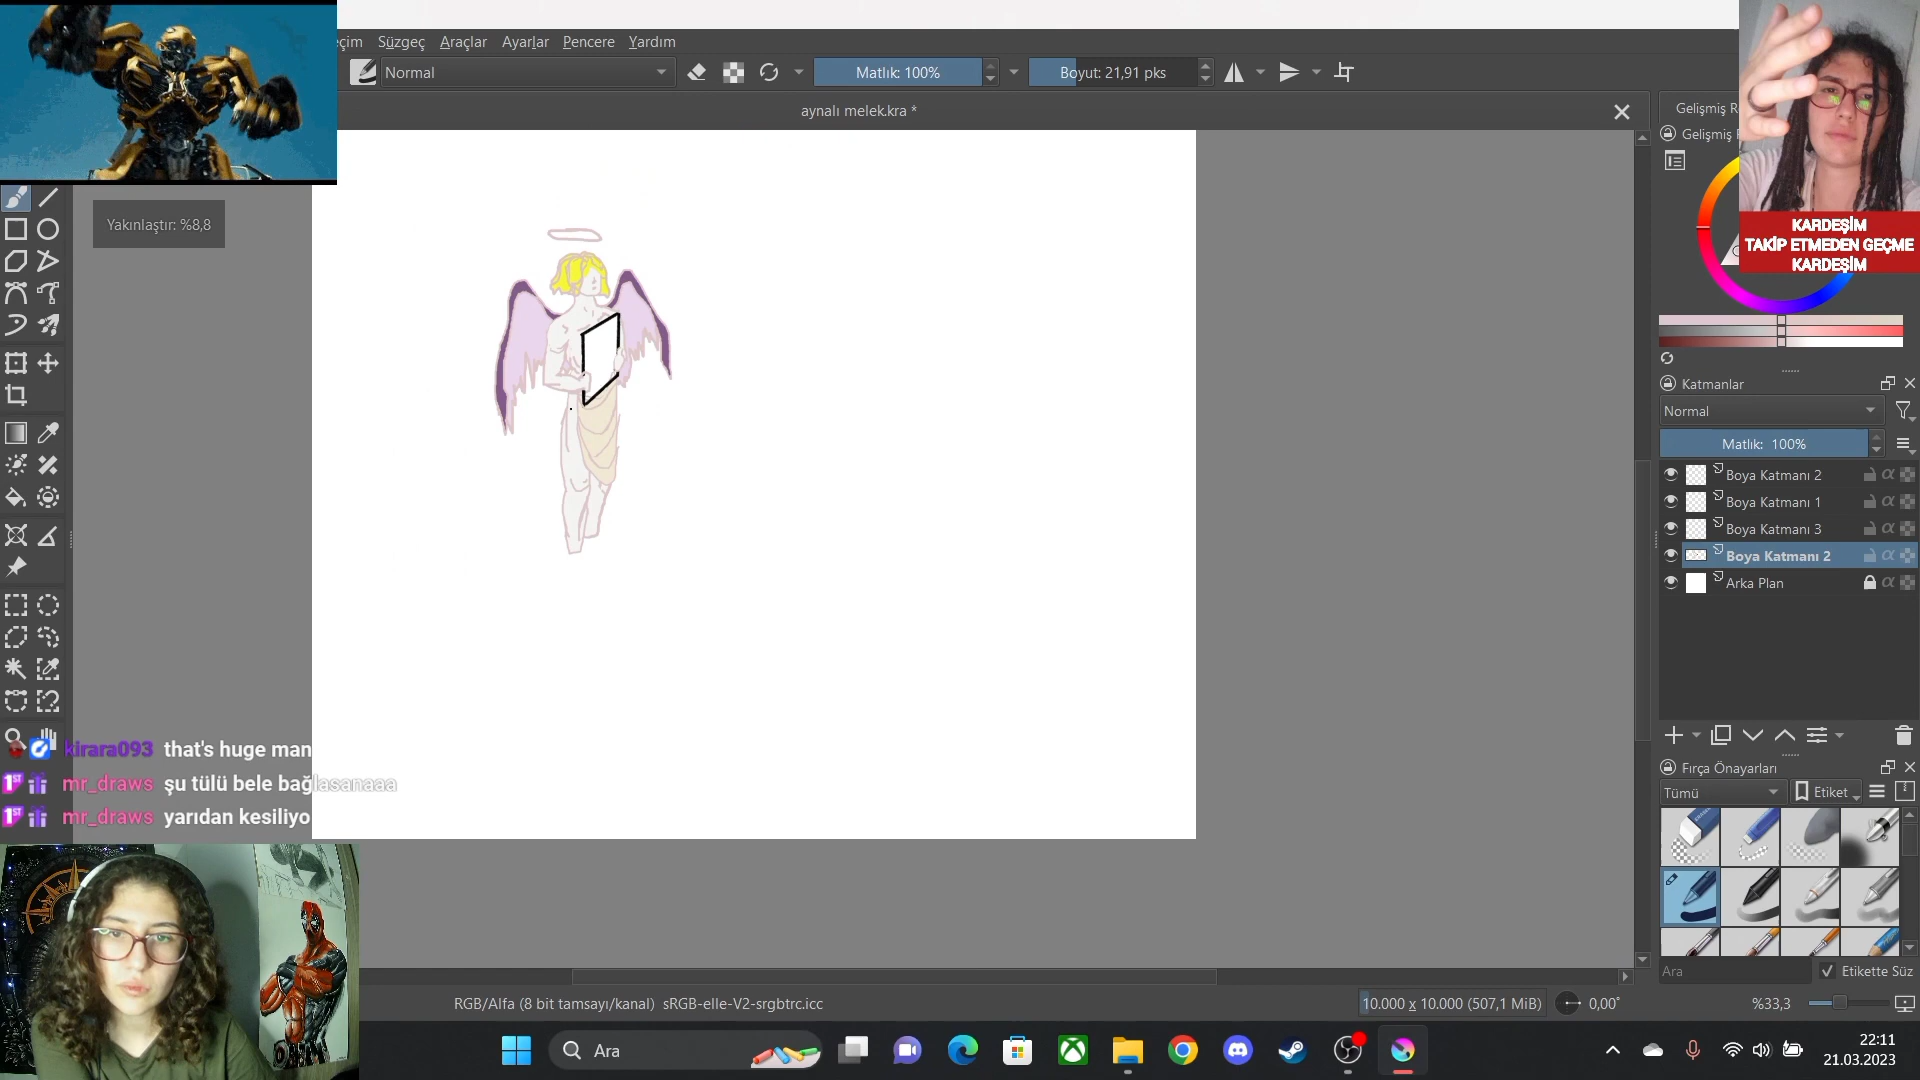 Süzgeç Araçlar Ayarlar Pencere Yardım
Normal
Matlık: 100%
Boyut: 21,91 pks
aynalı melek.kra *
Yakınlaştır: %8,8
KARDEŞİM
TAKİP ETMEDEN GEÇME
KARDEŞİM
Katmanlar
Normal
Matlık: 100%
Boya Katmanı 2
Boya Katmanı 1
Boya Katmanı 3
Boya Katmanı 2
Arka Plan
Fırça Önayarları
Tümü
Etiket
Ara
Etikette Süz
kirara093 that's huge man
mr_draws şu tülü bele bağlasanaaa
mr_draws yarıdan kesiliyo
RGB/Alfa (8 bit tamsayı/kanal) sRGB-elle-V2-srgbtrc.icc
10.000 x 10.000 (507,1 MiB)
0,00°
%33,3
Ara
22:11
21.03.2023